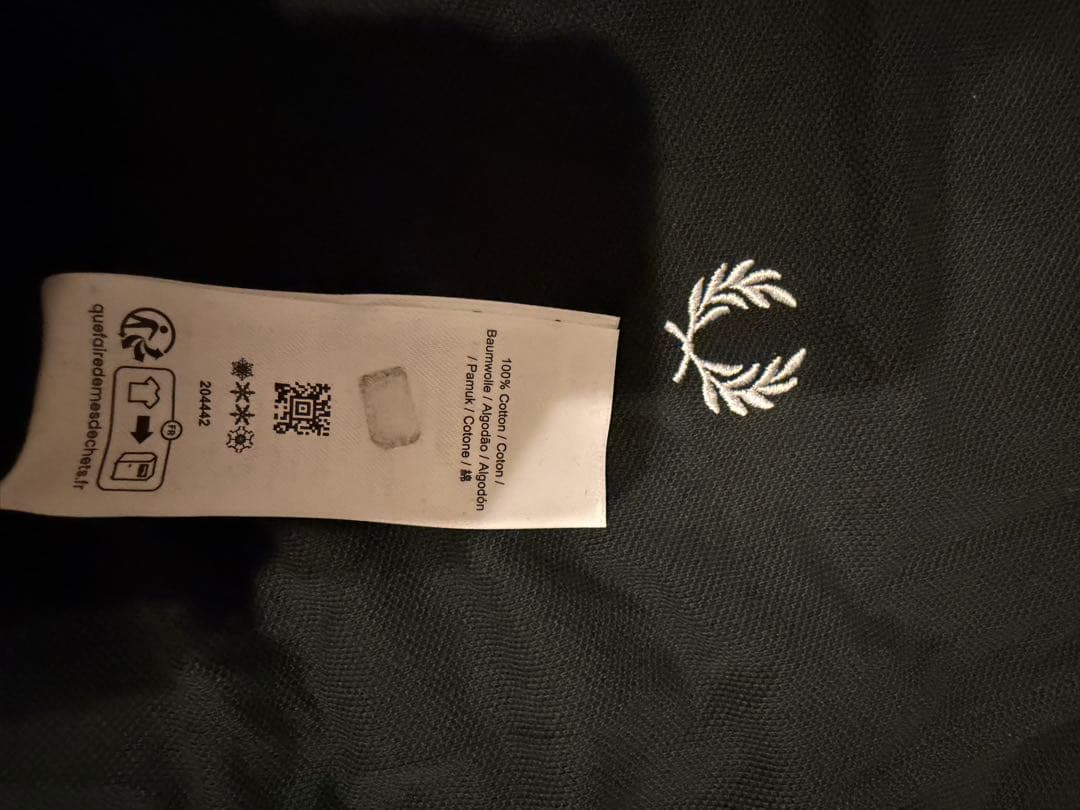 100% Cotton / Coton /
Baumwolle / Algodão / Algodón
/ Pamuk / Cotone / 綿
204442
FR
quefairedemesdechets.fr